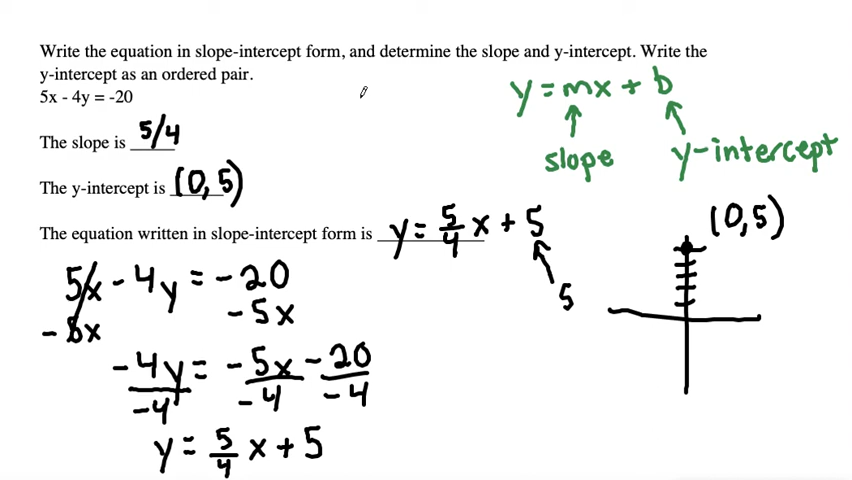 Write the equation in slope-intercept form, and determine the slope and y-intercept. Write the
y-intercept as an ordered pair.
5x - 4y = -20
y = mx + b
slope
y-intercept
The slope is 5/4
The y-intercept is (0, 5)
The equation written in slope-intercept form is y = 5/4 x + 5
5
(0,5)
5x - 4y = -20
- 5x - 5x
-4y = -5x - 20
-4 -4 -4
y = 5/4 x + 5